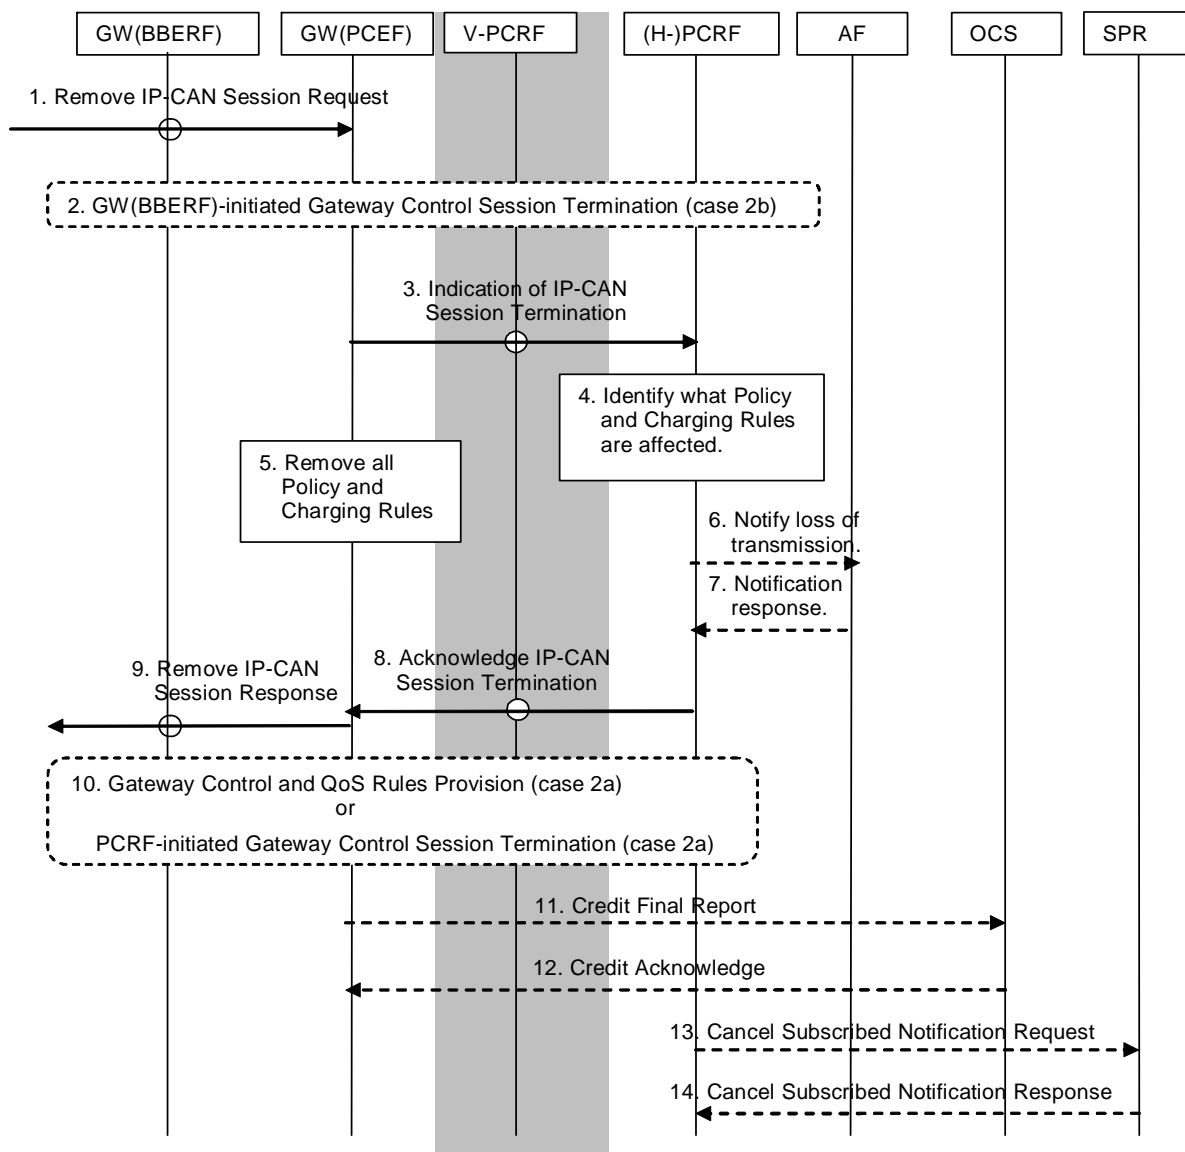 GW(BBERF)
GW(PCEF)
V-PCRF
(H-)PCRF
AF
OCS
SPR
1. Remove IP-CAN Session Request
2. GW(BBERF)-initiated Gateway Control Session Termination (case 2b)
3. Indication of IP-CAN
Session Termination
4. Identify what Policy
and Charging Rules
are affected.
5. Remove all
Policy and
Charging Rules
6. Notify loss of
transmission.
7. Notification
response.
8. Acknowledge IP-CAN
Session Termination
9. Remove IP-CAN
Session Response
10. Gateway Control and QoS Rules Provision (case 2a)
or
PCRF-initiated Gateway Control Session Termination (case 2a)
11. Credit Final Report
12. Credit Acknowledge
13. Cancel Subscribed Notification Request
14. Cancel Subscribed Notification Response